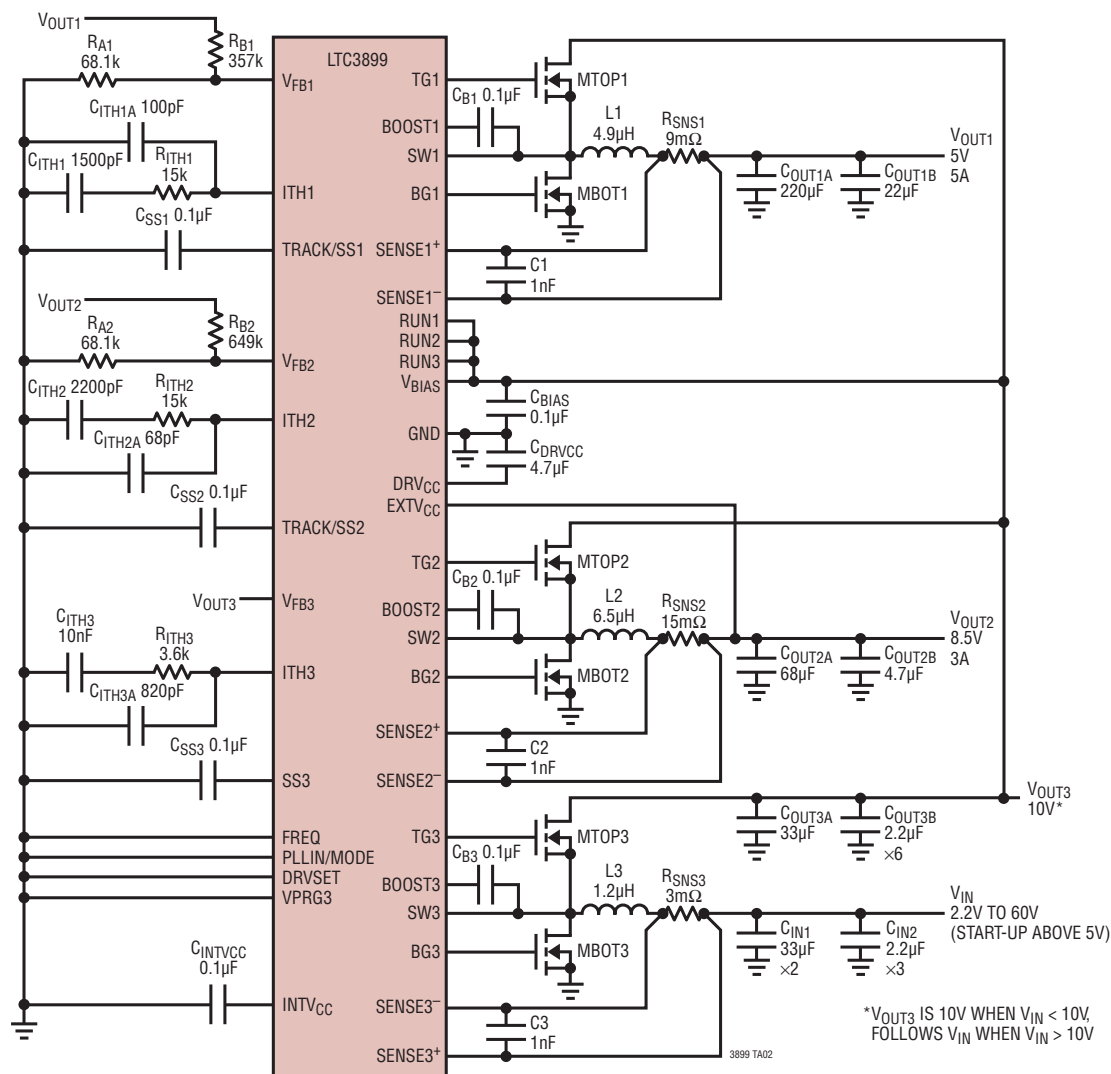 VOUT1
RA1
68.1k
RB1
357k
VFB1
CITH1A 100pF
CITH1 1500pF
RITH1
15k
ITH1
CSS1 0.1µF
TRACK/SS1
VOUT2
RA2
68.1k
RB2
649k
VFB2
CITH2 2200pF
RITH2
15k
ITH2
CITH2A 68pF
CSS2 0.1µF
TRACK/SS2
VOUT3
VFB3
CITH3
10nF
RITH3
3.6k
ITH3
CITH3A 820pF
CSS3 0.1µF
SS3
FREQ
PLLIN/MODE
DRVSET
VPRG3
CINTVCC
0.1µF
INTVCC
LTC3899
TG1
MTOP1
CB1 0.1µF
BOOST1
L1
4.9µH
RSNS1
9mΩ
SW1
BG1
MBOT1
VOUT1
5V
5A
COUT1A
220µF
COUT1B
22µF
SENSE1+
C1
1nF
SENSE1–
RUN1
RUN2
RUN3
VBIAS
CBIAS
0.1µF
GND
CDRVCC
4.7µF
DRVCC
EXTVCC
TG2
MTOP2
CB2 0.1µF
BOOST2
L2
6.5µH
RSNS2
15mΩ
SW2
BG2
MBOT2
VOUT2
8.5V
3A
COUT2A
68µF
COUT2B
4.7µF
SENSE2+
C2
1nF
SENSE2–
VOUT3
10V*
COUT3A
33µF
COUT3B
2.2µF
×6
TG3
MTOP3
CB3 0.1µF
BOOST3
L3
1.2µH
RSNS3
3mΩ
SW3
BG3
MBOT3
VIN
2.2V TO 60V
(START-UP ABOVE 5V)
CIN1
33µF
×2
CIN2
2.2µF
×3
SENSE3–
C3
1nF
SENSE3+
*VOUT3 IS 10V WHEN VIN < 10V,
FOLLOWS VIN WHEN VIN > 10V
3899 TA02